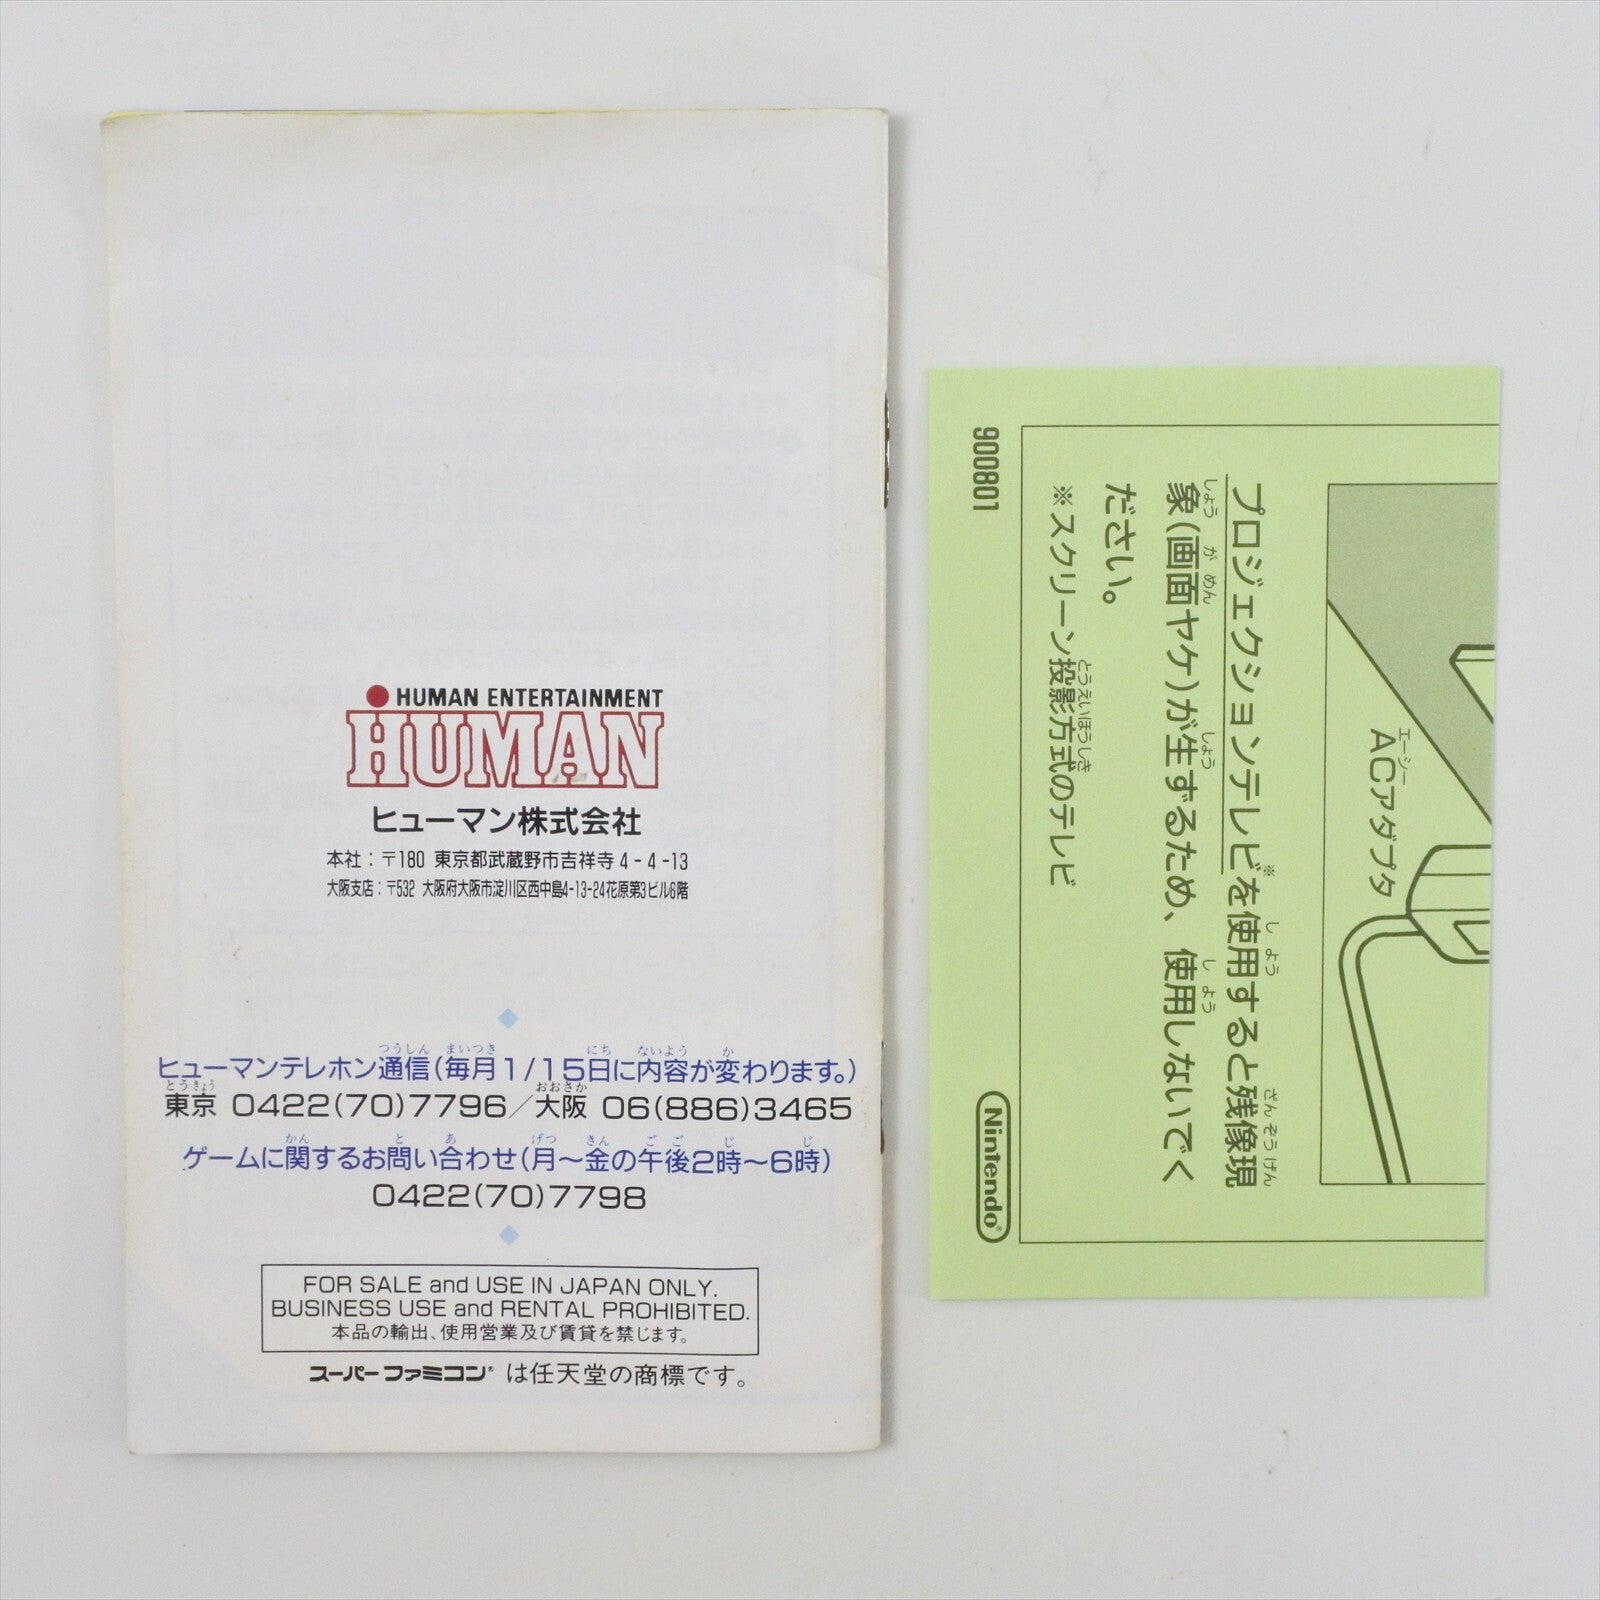 HUMAN ENTERTAINMENT
HUMAN
ヒューマン株式会社
本社：〒180 東京都武蔵野市吉祥寺4-4-13
大阪支店：〒532 大阪府大阪市淀川区西中島4-13-24花原第3ビル6階
ヒューマンテレホン通信(毎月1/15日に内容が変わります。)
東京 0422(70)7796／大阪 06(886)3465
ゲームに関するお問い合わせ(月～金の午後2時～6時)
0422(70)7798
FOR SALE and USE IN JAPAN ONLY.
BUSINESS USE and RENTAL PROHIBITED.
本品の輸出、使用営業及び賃貸を禁じます。
スーパーファミコン® は任天堂の商標です。
ACアダプタ
プロジェクションテレビ※を使用すると残像現
象(画面ヤケ)が生ずるため、使用しないでく
ださい。
※スクリーン投影方式のテレビ
900801
Nintendo®